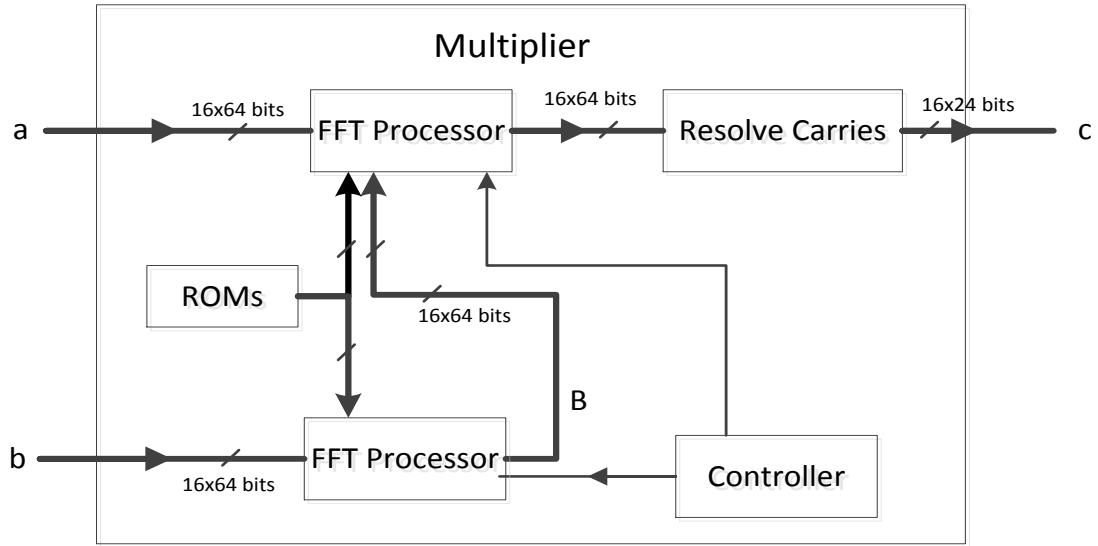 Multiplier
a
16x64 bits
FFT Processor
16x64 bits
Resolve Carries
16x24 bits
c
ROMs
16x64 bits
B
b
16x64 bits
FFT Processor
Controller